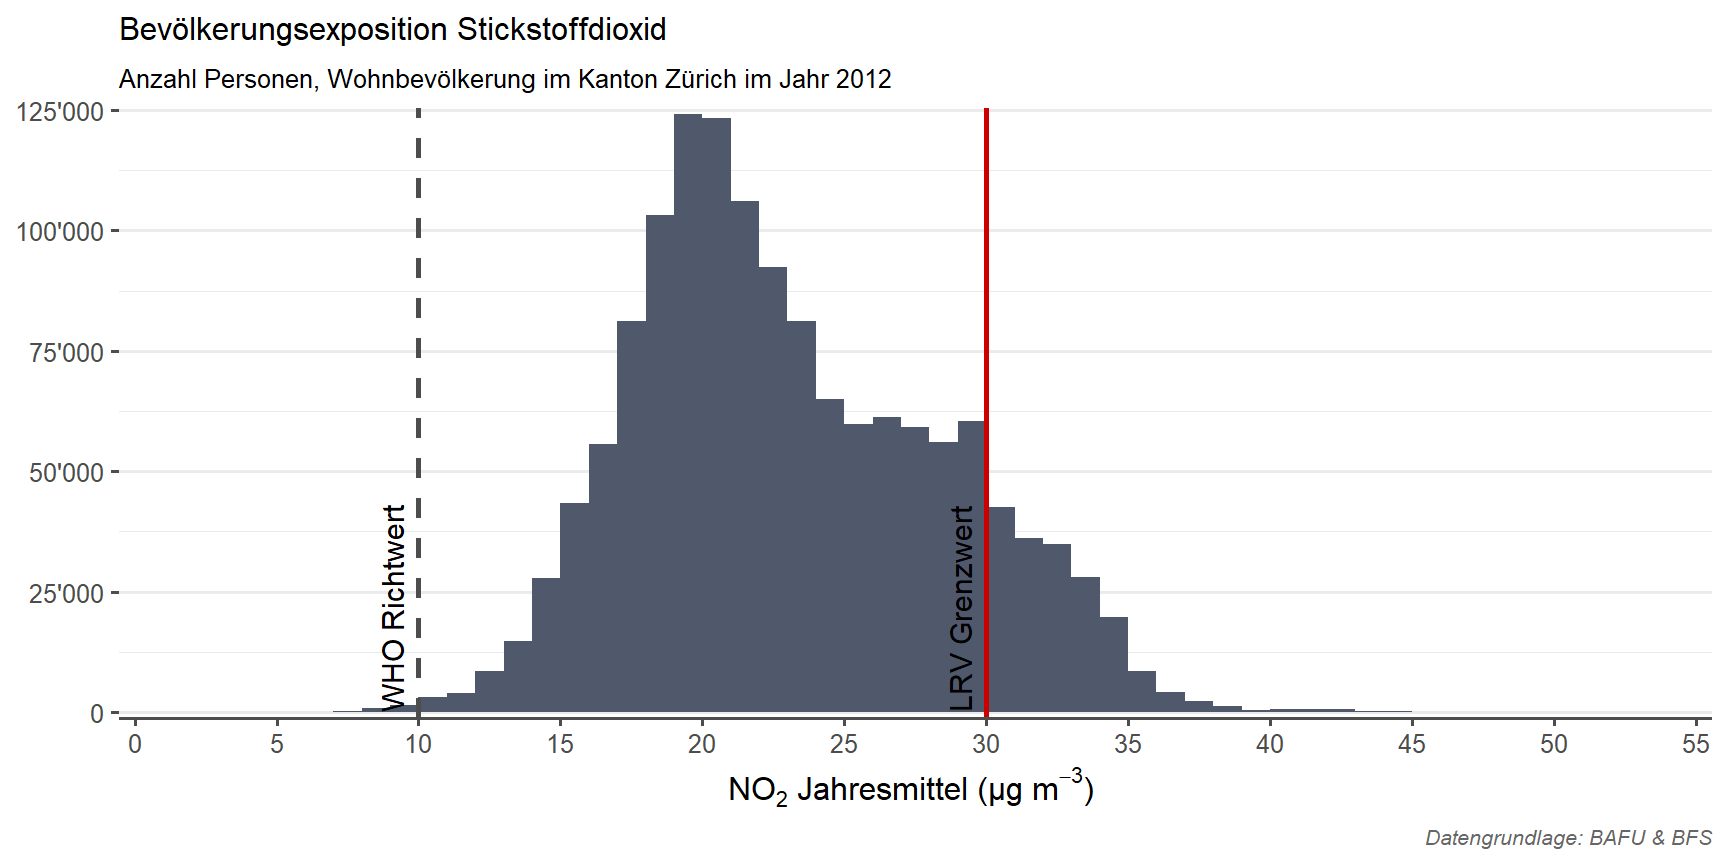 Bevölkerungsexposition Stickstoffdioxid
Anzahl Personen, Wohnbevölkerung im Kanton Zürich im Jahr 2012
125'000
100'000
75'000
50'000
25'000
0
WHO Richtwert
LRV Grenzwert
0 5 10 15 20 25 30 35 40 45 50 55
NO₂ Jahresmittel (µg m⁻³)
Datengrundlage: BAFU & BFS